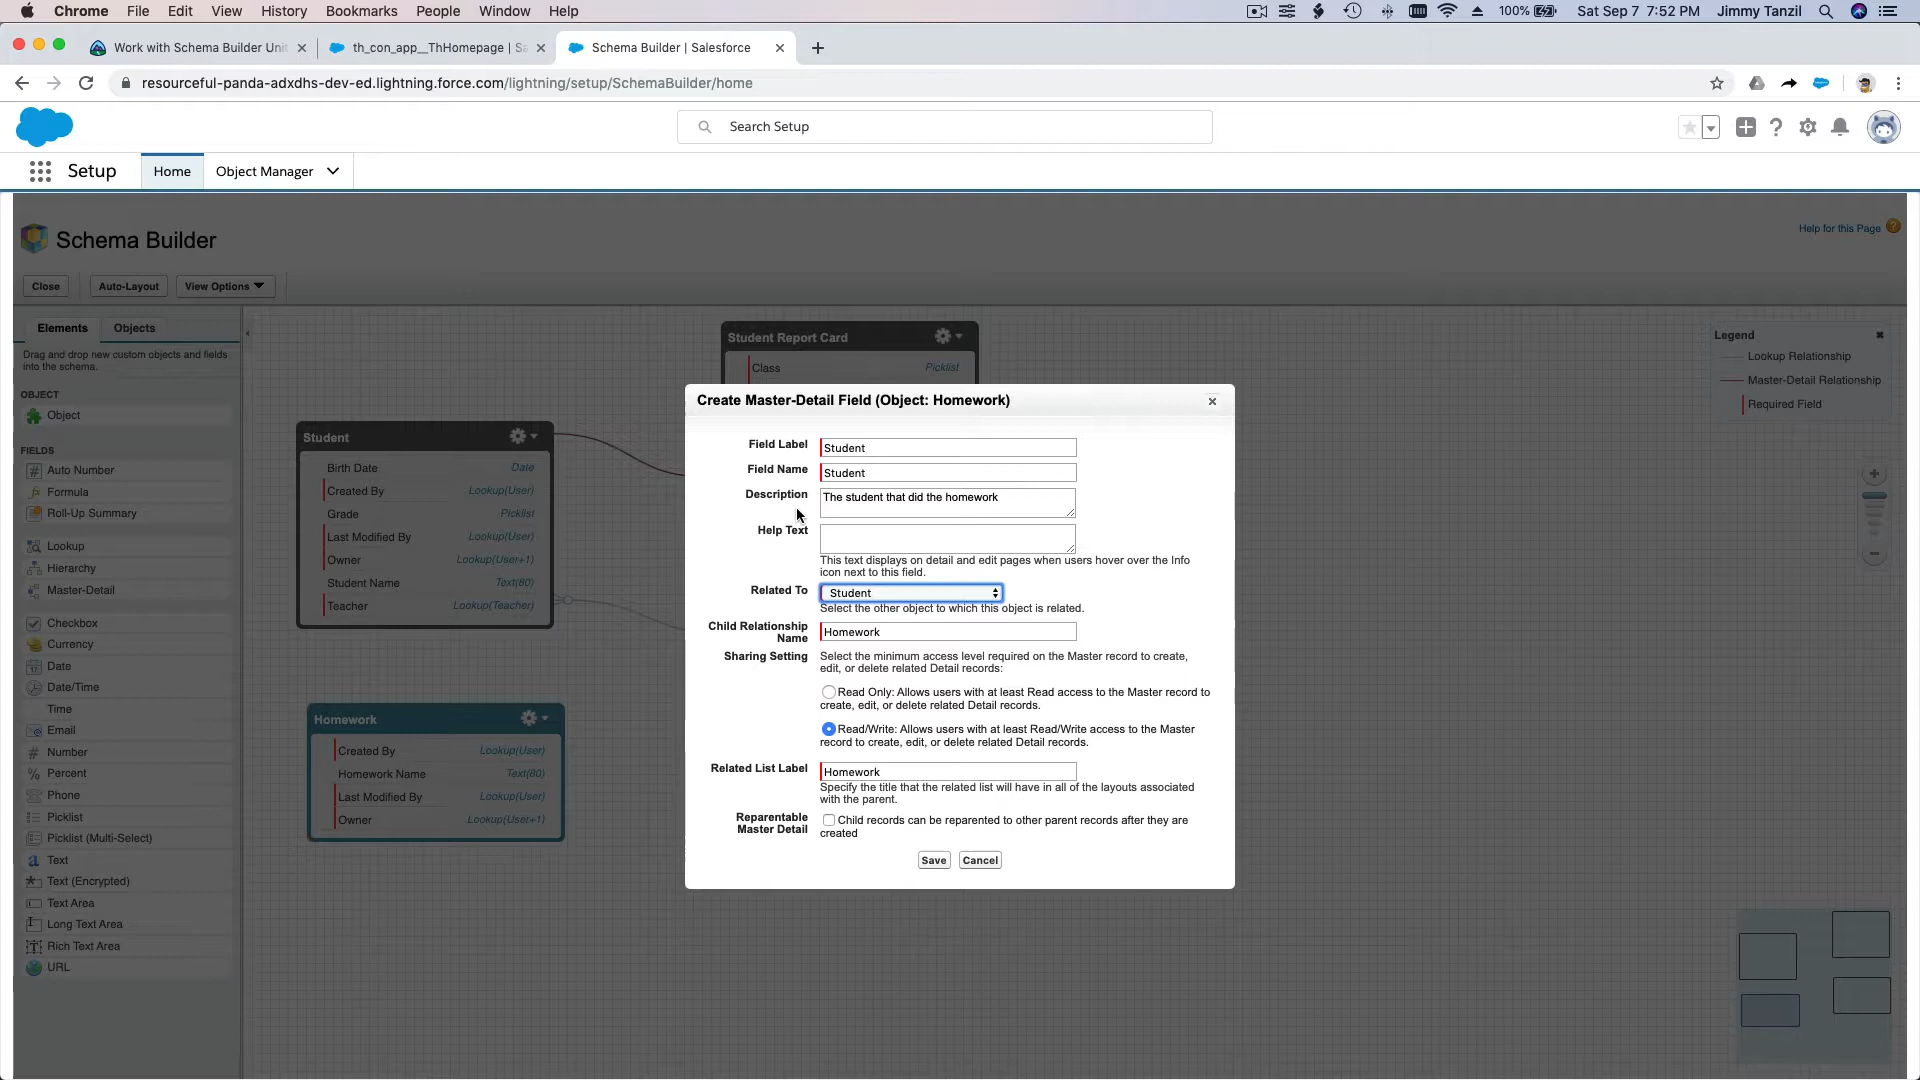 Chrome File Edit View History Bookmarks People Window Help 100% Sat Sep 7 7:52 PM Jimmy Tanzil
Work with Schema Builder Unit th_con_app__ThHomepage | Sa Schema Builder | Salesforce
resourceful-panda-adxdhs-dev-ed.lightning.force.com/lightning/setup/SchemaBuilder/home
Search Setup
Setup Home Object Manager
Schema Builder
Help for this Page
Close Auto-Layout View Options
Elements Objects
Drag and drop new custom objects and fields
into the schema.
OBJECT
Object
FIELDS
Auto Number
Formula
Roll-Up Summary
Lookup
Hierarchy
Master-Detail
Checkbox
Currency
Date
Date/Time
Time
Email
Number
Percent
Phone
Picklist
Picklist (Multi-Select)
Text
Text (Encrypted)
Text Area
Long Text Area
Rich Text Area
URL
Student
Birth Date Date
Created By Lookup(User)
Grade Picklist
Last Modified By Lookup(User)
Owner Lookup(User+1)
Student Name Text(80)
Teacher Lookup(Teacher)
Homework
Created By Lookup(User)
Homework Name Text(80)
Last Modified By Lookup(User)
Owner Lookup(User+1)
Student Report Card
Class Picklist
Create Master-Detail Field (Object: Homework)
Field Label Student
Field Name Student
Description The student that did the homework
Help Text
This text displays on detail and edit pages when users hover over the Info
icon next to this field.
Related To Student
Select the other object to which this object is related.
Child Relationship
Name Homework
Sharing Setting Select the minimum access level required on the Master record to create,
edit, or delete related Detail records:
Read Only: Allows users with at least Read access to the Master record to
create, edit, or delete related Detail records.
Read/Write: Allows users with at least Read/Write access to the Master
record to create, edit, or delete related Detail records.
Related List Label Homework
Specify the title that the related list will have in all of the layouts associated
with the parent.
Reparentable
Master Detail Child records can be reparented to other parent records after they are
created
Save Cancel
Legend
Lookup Relationship
Master-Detail Relationship
Required Field